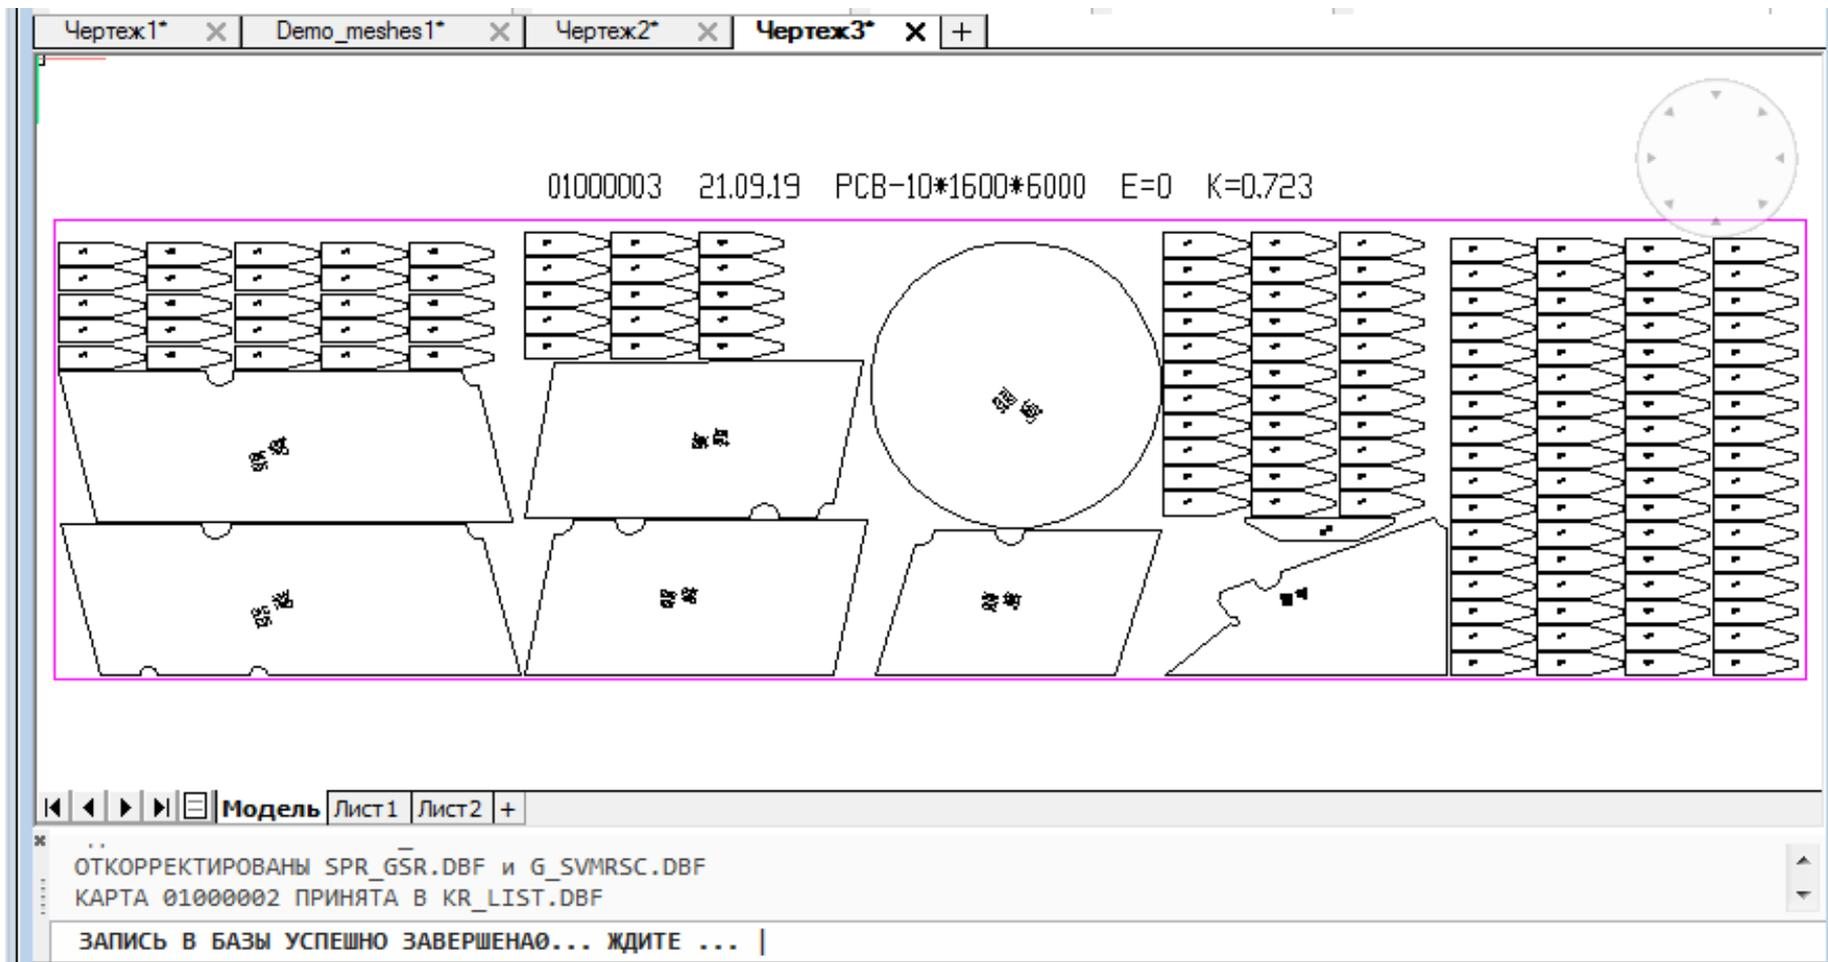 Чертеж1* Demo_meshes1* Чертеж2* Чертеж3*
01000003 21.09.19 РСВ-10*1600*6000 E=0 K=0.723
Модель Лист1 Лист2 +
ОТКОРРЕКТИРОВАНЫ SPR_GSR.DBF и G_SVMRSC.DBF
КАРТА 01000002 ПРИНЯТА В KR_LIST.DBF
ЗАПИСЬ В БАЗЫ УСПЕШНО ЗАВЕРШЕНА0... ЖДИТЕ ...